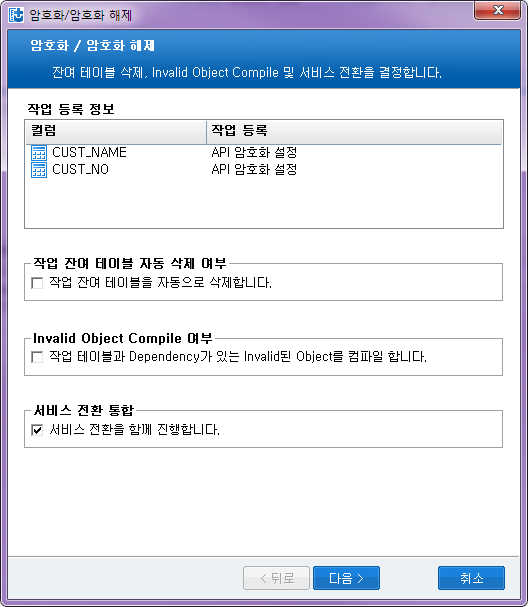 암호화/암호화 해제
암호화 / 암호화 해제
잔여 테이블 삭제, Invalid Object Compile 및 서비스 전환을 결정합니다.
작업 등록 정보
컬럼 작업 등록
CUST_NAME API 암호화 설정
CUST_NO API 암호화 설정
작업 잔여 테이블 자동 삭제 여부
작업 잔여 테이블을 자동으로 삭제합니다.
Invalid Object Compile 여부
작업 테이블과 Dependency가 있는 Invalid된 Object를 컴파일 합니다.
서비스 전환 통합
서비스 전환을 함께 진행합니다.
< 뒤로 다음 > 취소